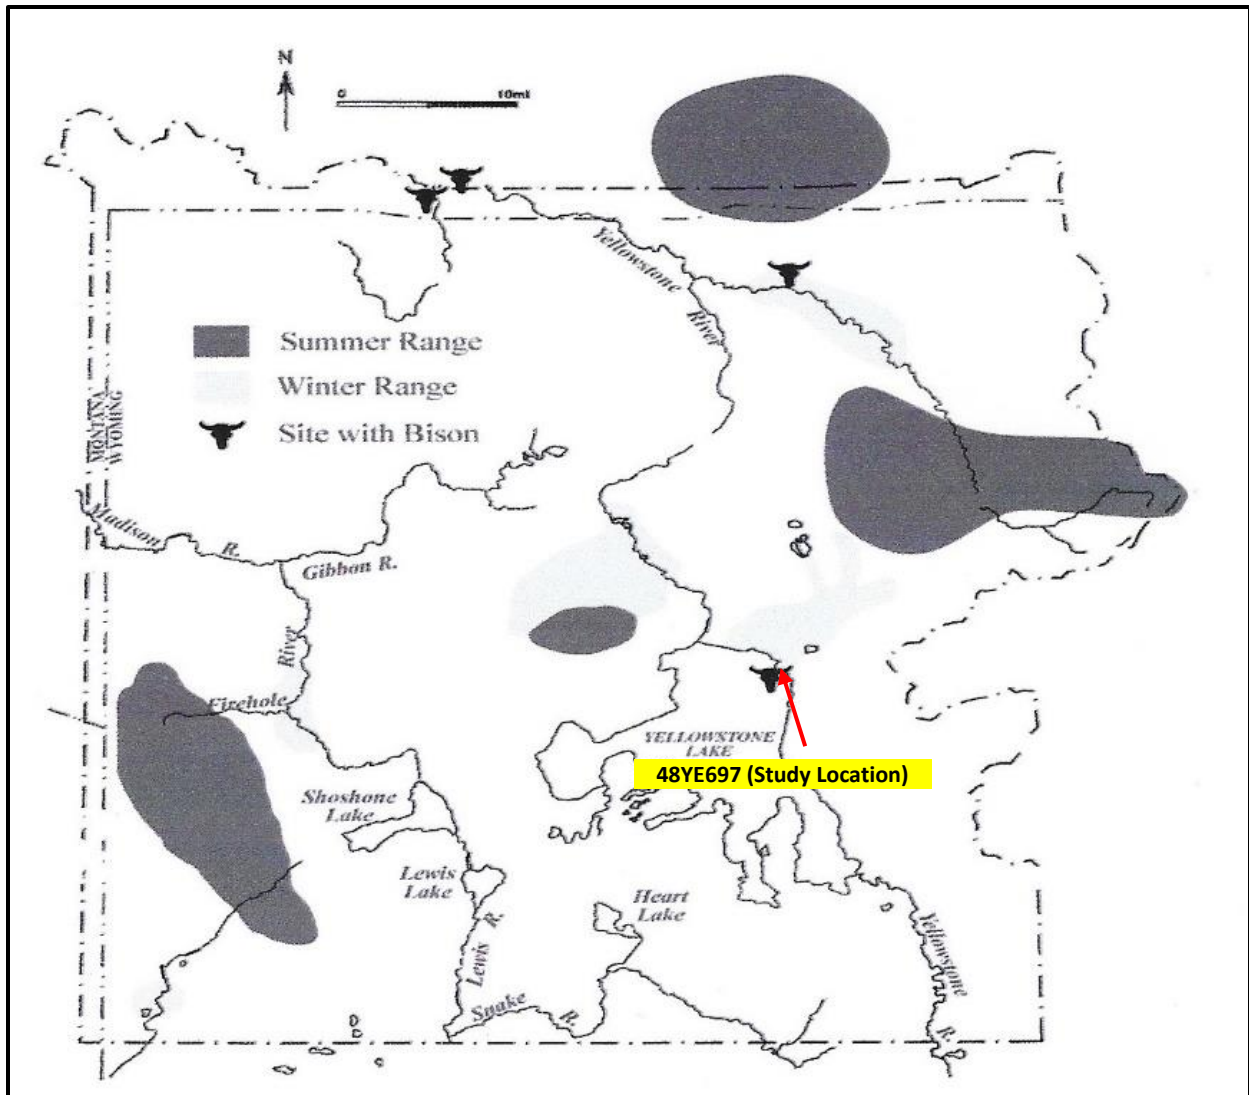 N
0 10mi
Yellowstone
River
Summer Range
Winter Range
Site with Bison
MONTANA
WYOMING
Madison
R.
Gibbon R.
River
Firehole
YELLOWSTONE
LAKE
48YE697 (Study Location)
Shoshone
Lake
Lewis
Lake
Heart
Lake
Lewis R.
Snake
R.
Yellowstone
R.